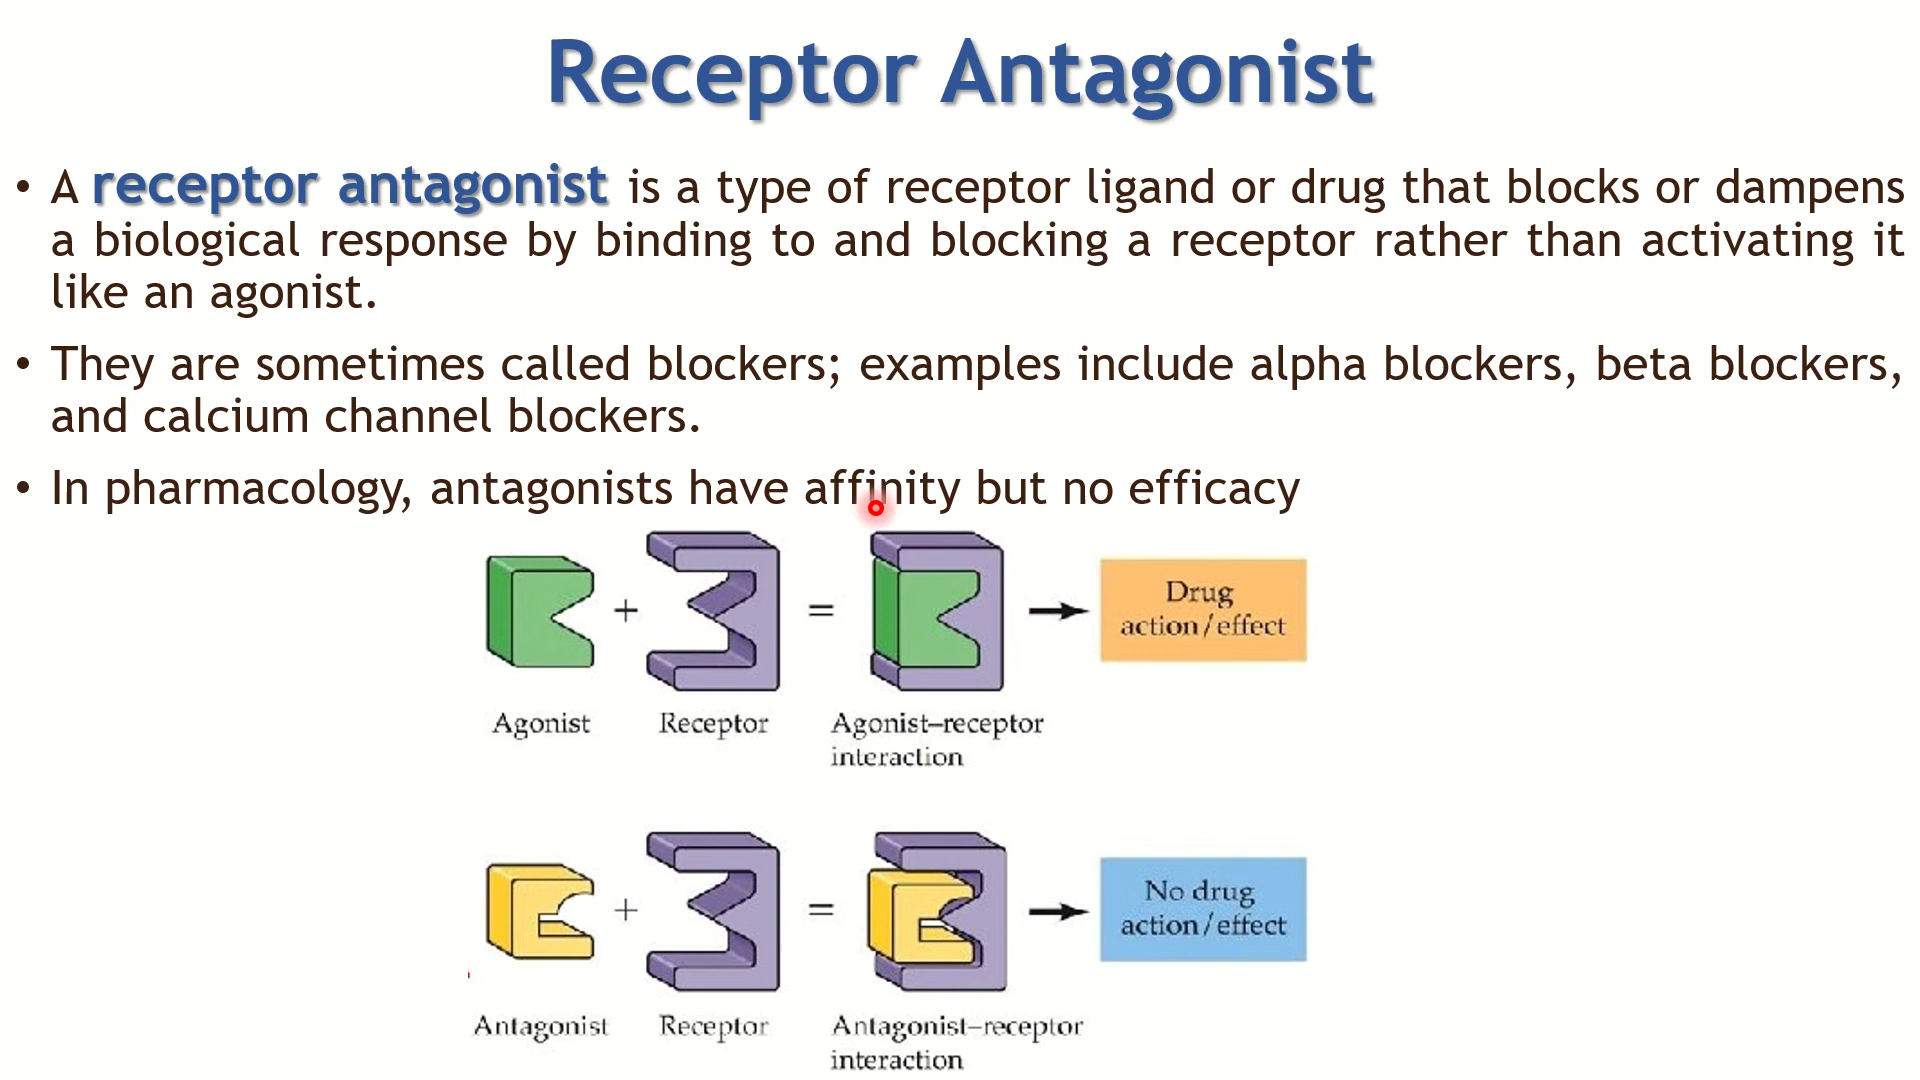 Receptor Antagonist
• A receptor antagonist is a type of receptor ligand or drug that blocks or dampens
a biological response by binding to and blocking a receptor rather than activating it
like an agonist.
• They are sometimes called blockers; examples include alpha blockers, beta blockers,
and calcium channel blockers.
• In pharmacology, antagonists have affinity but no efficacy
+ = Drug
action/effect
Agonist Receptor Agonist–receptor
interaction
+ = No drug
action/effect
Antagonist Receptor Antagonist–receptor
interaction